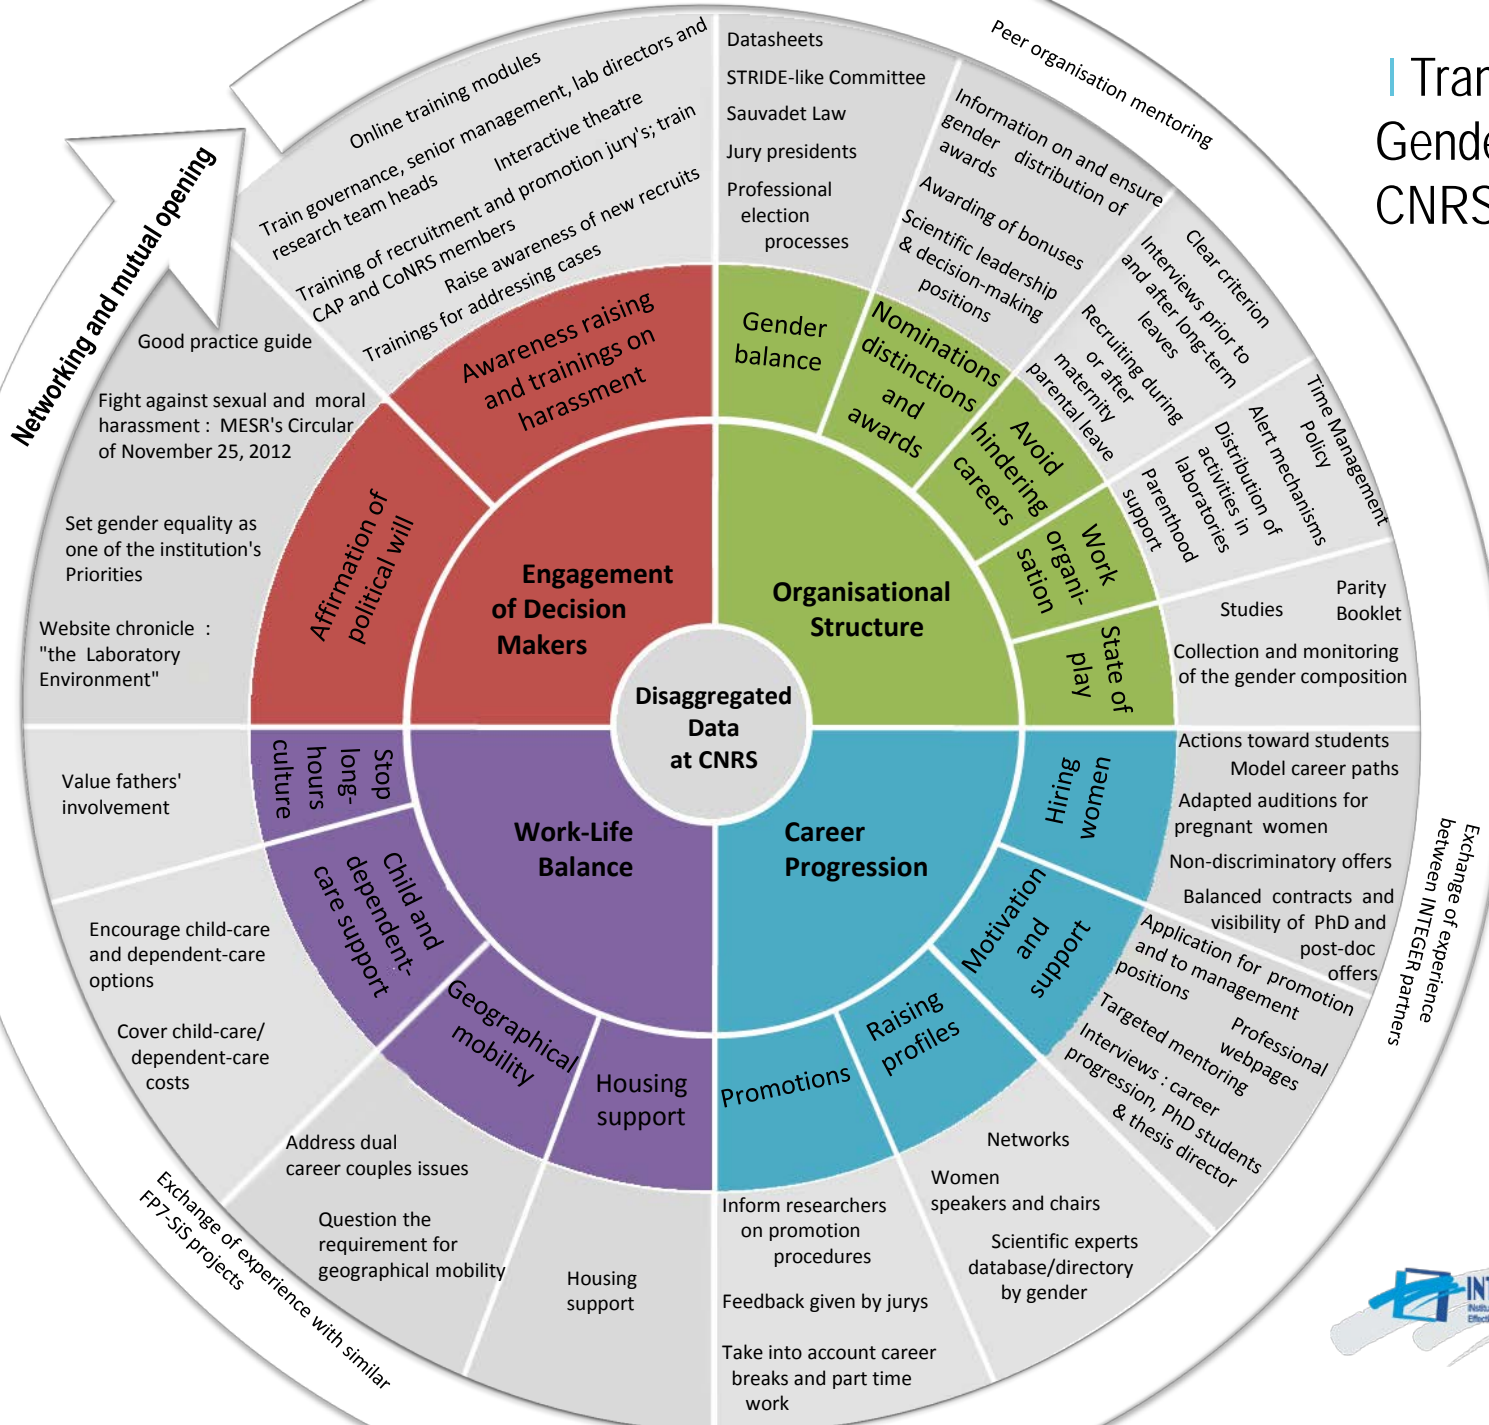 Tran
Gende
CNRS
Networking and mutual opening
Peer organisation mentoring
Exchange of experience
between INTEGER partners
Exchange of experience with similar
FP7-SiS projects
Disaggregated
Data
at CNRS
Engagement
of Decision
Makers
Affirmation of
political will
Good practice guide
Fight against sexual and moral
harassment : MESR's Circular
of November 25, 2012
Set gender equality as
one of the institution's
Priorities
Website chronicle :
"the Laboratory
Environment"
Awareness raising
and trainings on
harassment
Online training modules
Train governance, senior management, lab directors and
research team heads
Interactive theatre
Training of recruitment and promotion jury's; train
CAP and CoNRS members
Raise awareness of new recruits
Trainings for addressing cases
Organisational
Structure
Gender
balance
Datasheets
STRIDE-like Committee
Sauvadet Law
Jury presidents
Professional
election
processes
Nominations
distinctions
and
awards
Information on and ensure
gender distribution of
awards
Awarding of bonuses
Scientific leadership
& decision-making
positions
Avoid
hindering
careers
Clear criterion
Interviews prior to
and after long-term
leaves
Recruiting during
or after
maternity
parental leave
Work
organi-
sation
Time Management
Policy
Alert mechanisms
Distribution of
activities in
laboratories
Parenthood
support
State of
play
Parity
Booklet
Studies
Collection and monitoring
of the gender composition
Career
Progression
Hiring
women
Actions toward students
Model career paths
Adapted auditions for
pregnant women
Non-discriminatory offers
Balanced contracts and
visibility of PhD and
post-doc
offers
Motivation
and
support
Application for promotion
and to management
positions
Professional
webpages
Targeted mentoring
Interviews : career
progression, PhD students
& thesis director
Raising
profiles
Networks
Women
speakers and chairs
Scientific experts
database/directory
by gender
Promotions
Inform researchers
on promotion
procedures
Feedback given by jurys
Take into account career
breaks and part time
work
Work-Life
Balance
Stop
long-
hours
culture
Value fathers'
involvement
Child and
dependent-
care support
Encourage child-care
and dependent-care
options
Cover child-care/
dependent-care
costs
Geographical
mobility
Address dual
career couples issues
Question the
requirement for
geographical mobility
Housing
support
Housing
support
INT